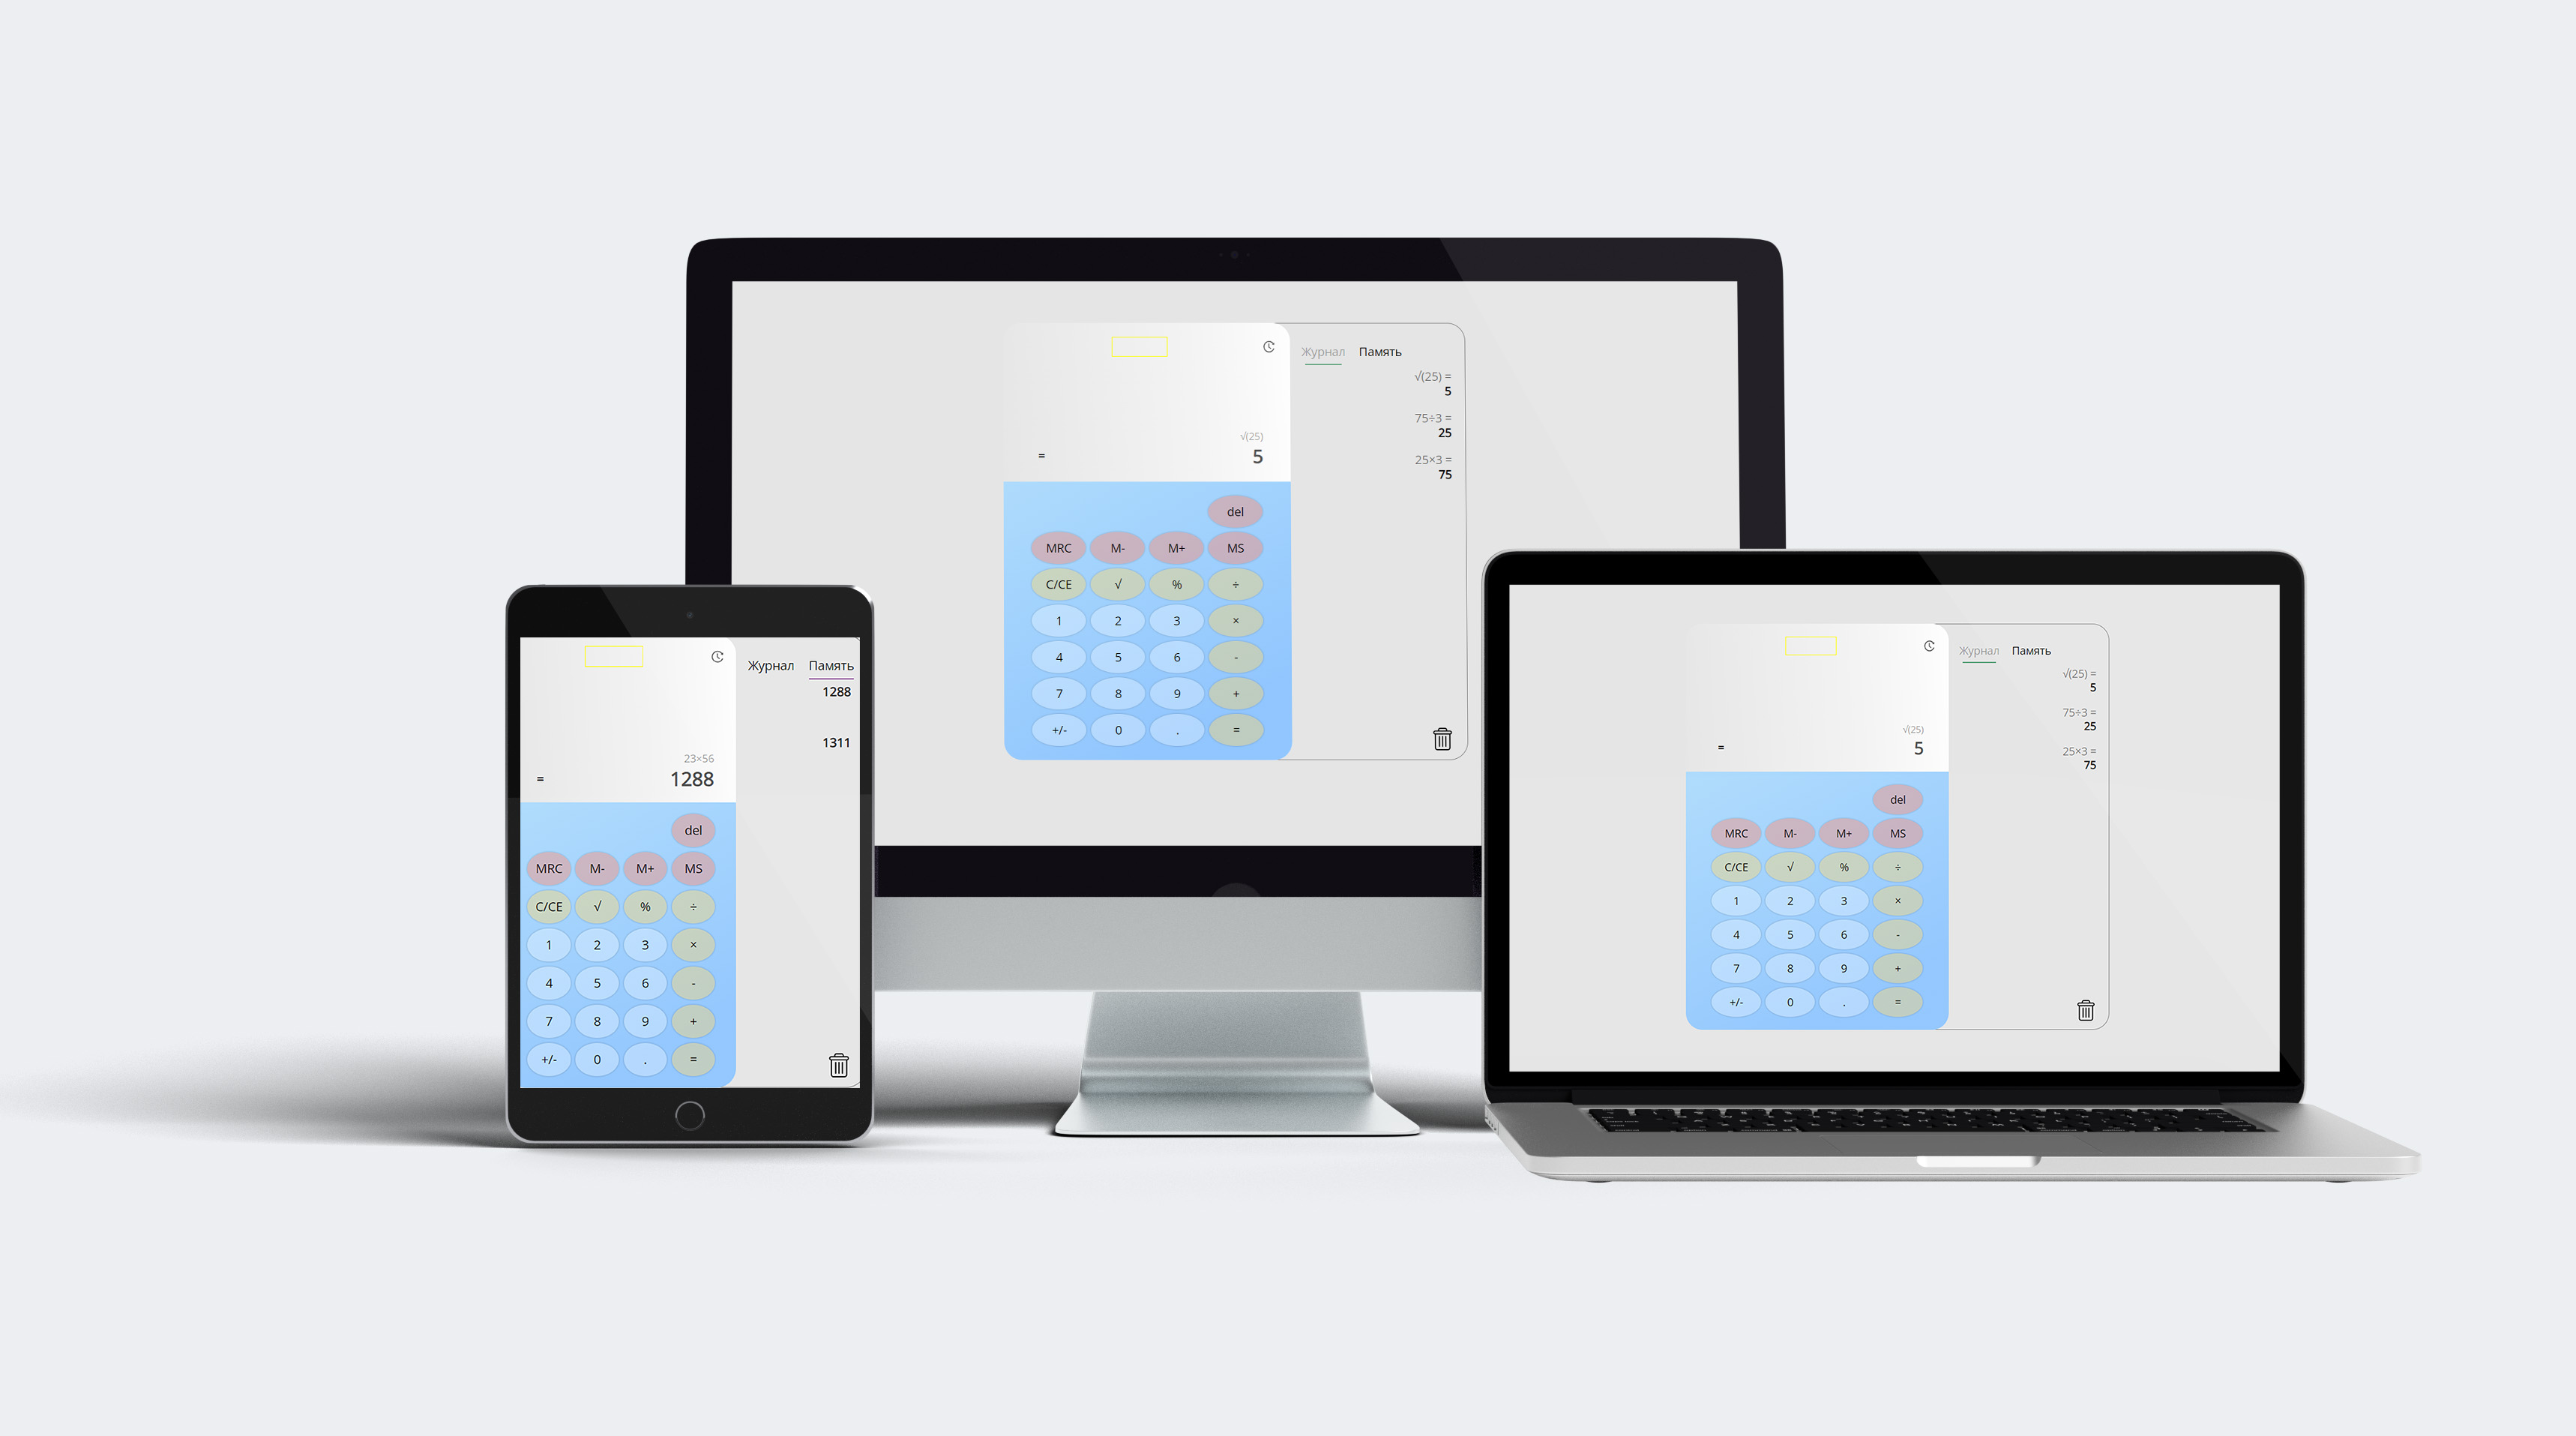 Журнал Память
√(25) =
5
75÷3 =
25
25×3 =
75
√(25)
= 5
del
MRC M- M+ MS
C/CE √ % ÷
1 2 3 ×
4 5 6 -
7 8 9 +
+/- 0 . =
Журнал Память
1288
1311
23×56
= 1288
del
MRC M- M+ MS
C/CE √ % ÷
1 2 3 ×
4 5 6 -
7 8 9 +
+/- 0 . =
Журнал Память
√(25) =
5
75÷3 =
25
25×3 =
75
√(25)
= 5
del
MRC M- M+ MS
C/CE √ % ÷
1 2 3 ×
4 5 6 -
7 8 9 +
+/- 0 . =